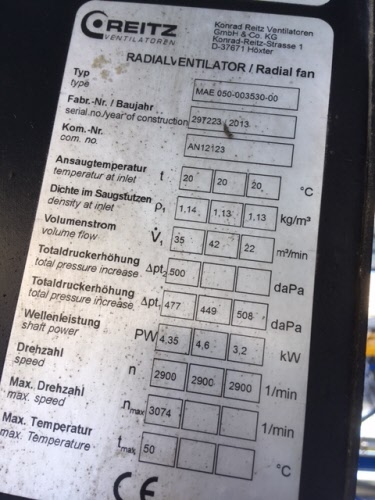 REITZ
VENTILATOREN
Konrad Reitz Ventilatoren
GmbH & Co. KG
Konrad-Reitz-Strasse 1
D-37671 Höxter
RADIALVENTILATOR / Radial fan
Typ
type
MAE 050-003530-00
Fabr.-Nr. / Baujahr
serial no./year of construction
297223 / 2013
Kom.-Nr.
com. no.
AN12123
Ansaugtemperatur
temperature at inlet
t 20 20 20 °C
Dichte im Saugstutzen
density at inlet
ρ1 1,14 1,13 1,13 kg/m³
Volumenstrom
volume flow
V̇1 35 42 22 m³/min
Totaldruckerhöhung
total pressure increase
Δpt2 500 daPa
Totaldruckerhöhung
total pressure increase
Δpt1 477 449 508 daPa
Wellenleistung
shaft power
PW 4,35 4,6 3,2 kW
Drehzahl
speed
n 2900 2900 2900 1/min
Max. Drehzahl
max. speed
nmax 3074 1/min
Max. Temperatur
max. Temperature
tmax 50 °C
CE